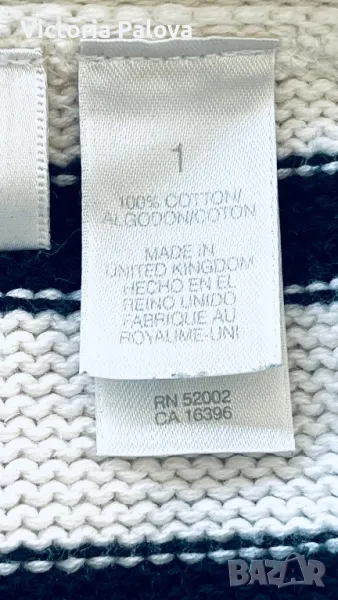 Victoria Palova
1
100% COTTON/
ALGODON/COTON
MADE IN
UNITED KINGDOM
HECHO EN EL
REINO UNIDO
FABRIQUE AU
ROYAUME-UNI
RN 52002
CA 16396
BAZAR